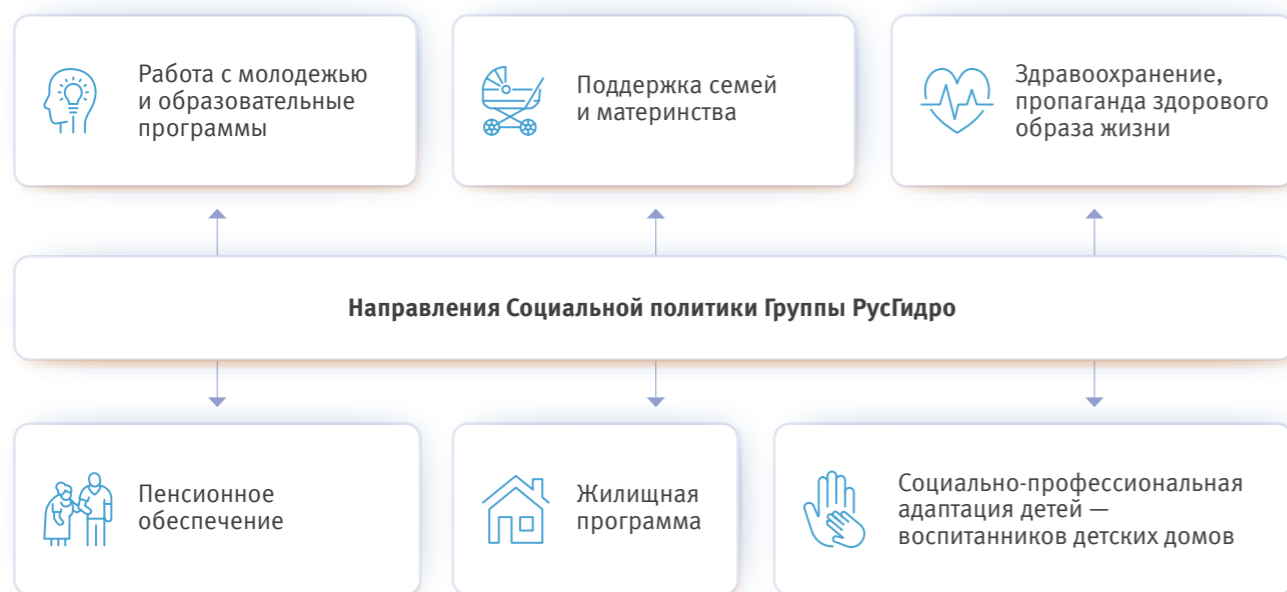 Работа с молодежью
и образовательные
программы
Поддержка семей
и материнства
Здравоохранение,
пропаганда здорового
образа жизни
Направления Социальной политики Группы РусГидро
Пенсионное
обеспечение
Жилищная
программа
Социально-профессиональная
адаптация детей —
воспитанников детских домов